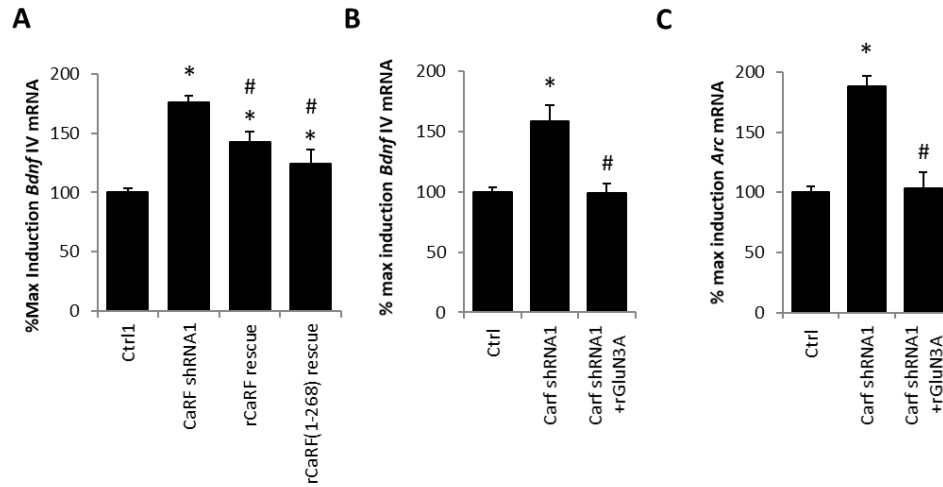 A
%Max Induction Bdnf IV mRNA
200
150
100
50
0
*
#
*
#
*
Ctrl1
CaRF shRNA1
rCaRF rescue
rCaRF(1-268) rescue
B
% max induction Bdnf IV mRNA
200
150
100
50
0
*
#
Ctrl
Carf shRNA1
Carf shRNA1
+rGluN3A
C
% max induction Arc mRNA
200
150
100
50
0
*
#
Ctrl
Carf shRNA1
Carf shRNA1
+rGluN3A